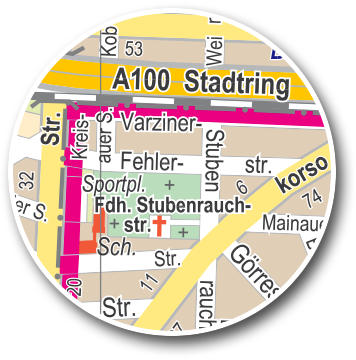 Kob
53
Wei
r
A100 Stadtring
Str.
Kreis-
auer S.
Varziner-
Stuben
Fehler-
str.
korso
32
Sportpl.
6
74
Fdh. Stubenrauch-
str.
er S.
Mainau
Sch.
Str.
Görres
11
20
Str.
rauch
7